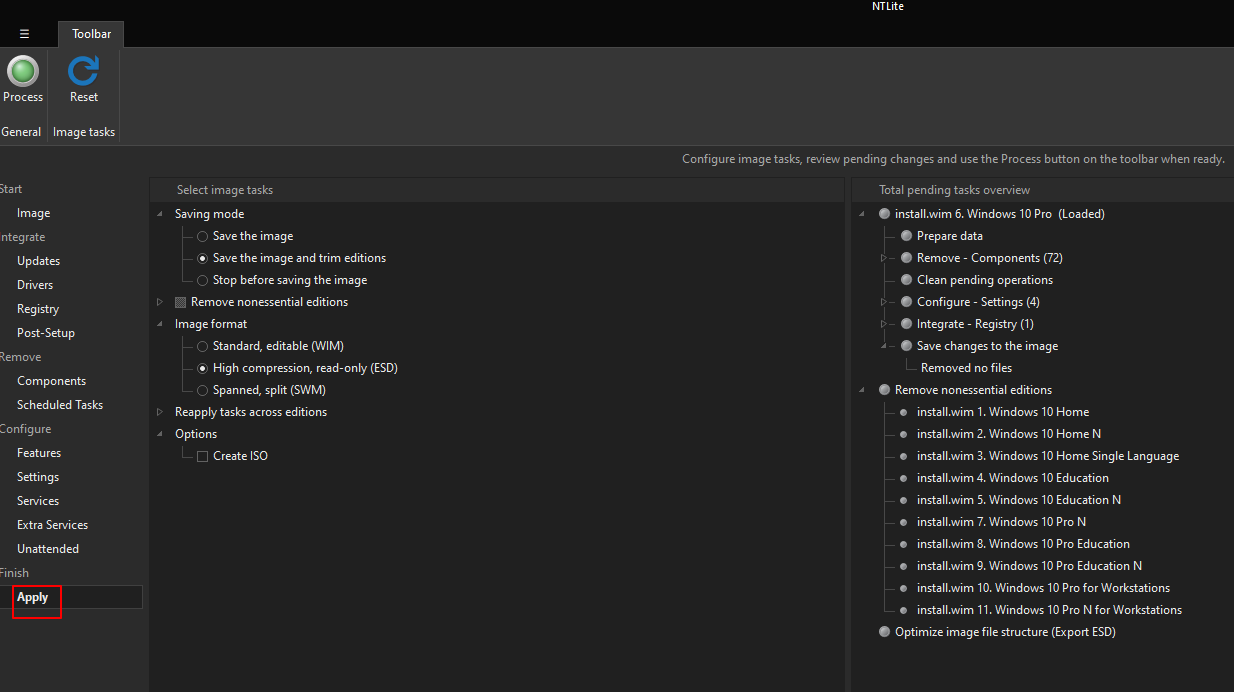 NTLite
☰ Toolbar
Process
Reset
General
Image tasks
Configure image tasks, review pending changes and use the Process button on the toolbar when ready.
Start
Image
Integrate
Updates
Drivers
Registry
Post-Setup
Remove
Components
Scheduled Tasks
Configure
Features
Settings
Services
Extra Services
Unattended
Finish
Apply
Select image tasks
Saving mode
Save the image
Save the image and trim editions
Stop before saving the image
Remove nonessential editions
Image format
Standard, editable (WIM)
High compression, read-only (ESD)
Spanned, split (SWM)
Reapply tasks across editions
Options
Create ISO
Total pending tasks overview
install.wim 6. Windows 10 Pro (Loaded)
Prepare data
Remove - Components (72)
Clean pending operations
Configure - Settings (4)
Integrate - Registry (1)
Save changes to the image
Removed no files
Remove nonessential editions
install.wim 1. Windows 10 Home
install.wim 2. Windows 10 Home N
install.wim 3. Windows 10 Home Single Language
install.wim 4. Windows 10 Education
install.wim 5. Windows 10 Education N
install.wim 7. Windows 10 Pro N
install.wim 8. Windows 10 Pro Education
install.wim 9. Windows 10 Pro Education N
install.wim 10. Windows 10 Pro for Workstations
install.wim 11. Windows 10 Pro N for Workstations
Optimize image file structure (Export ESD)